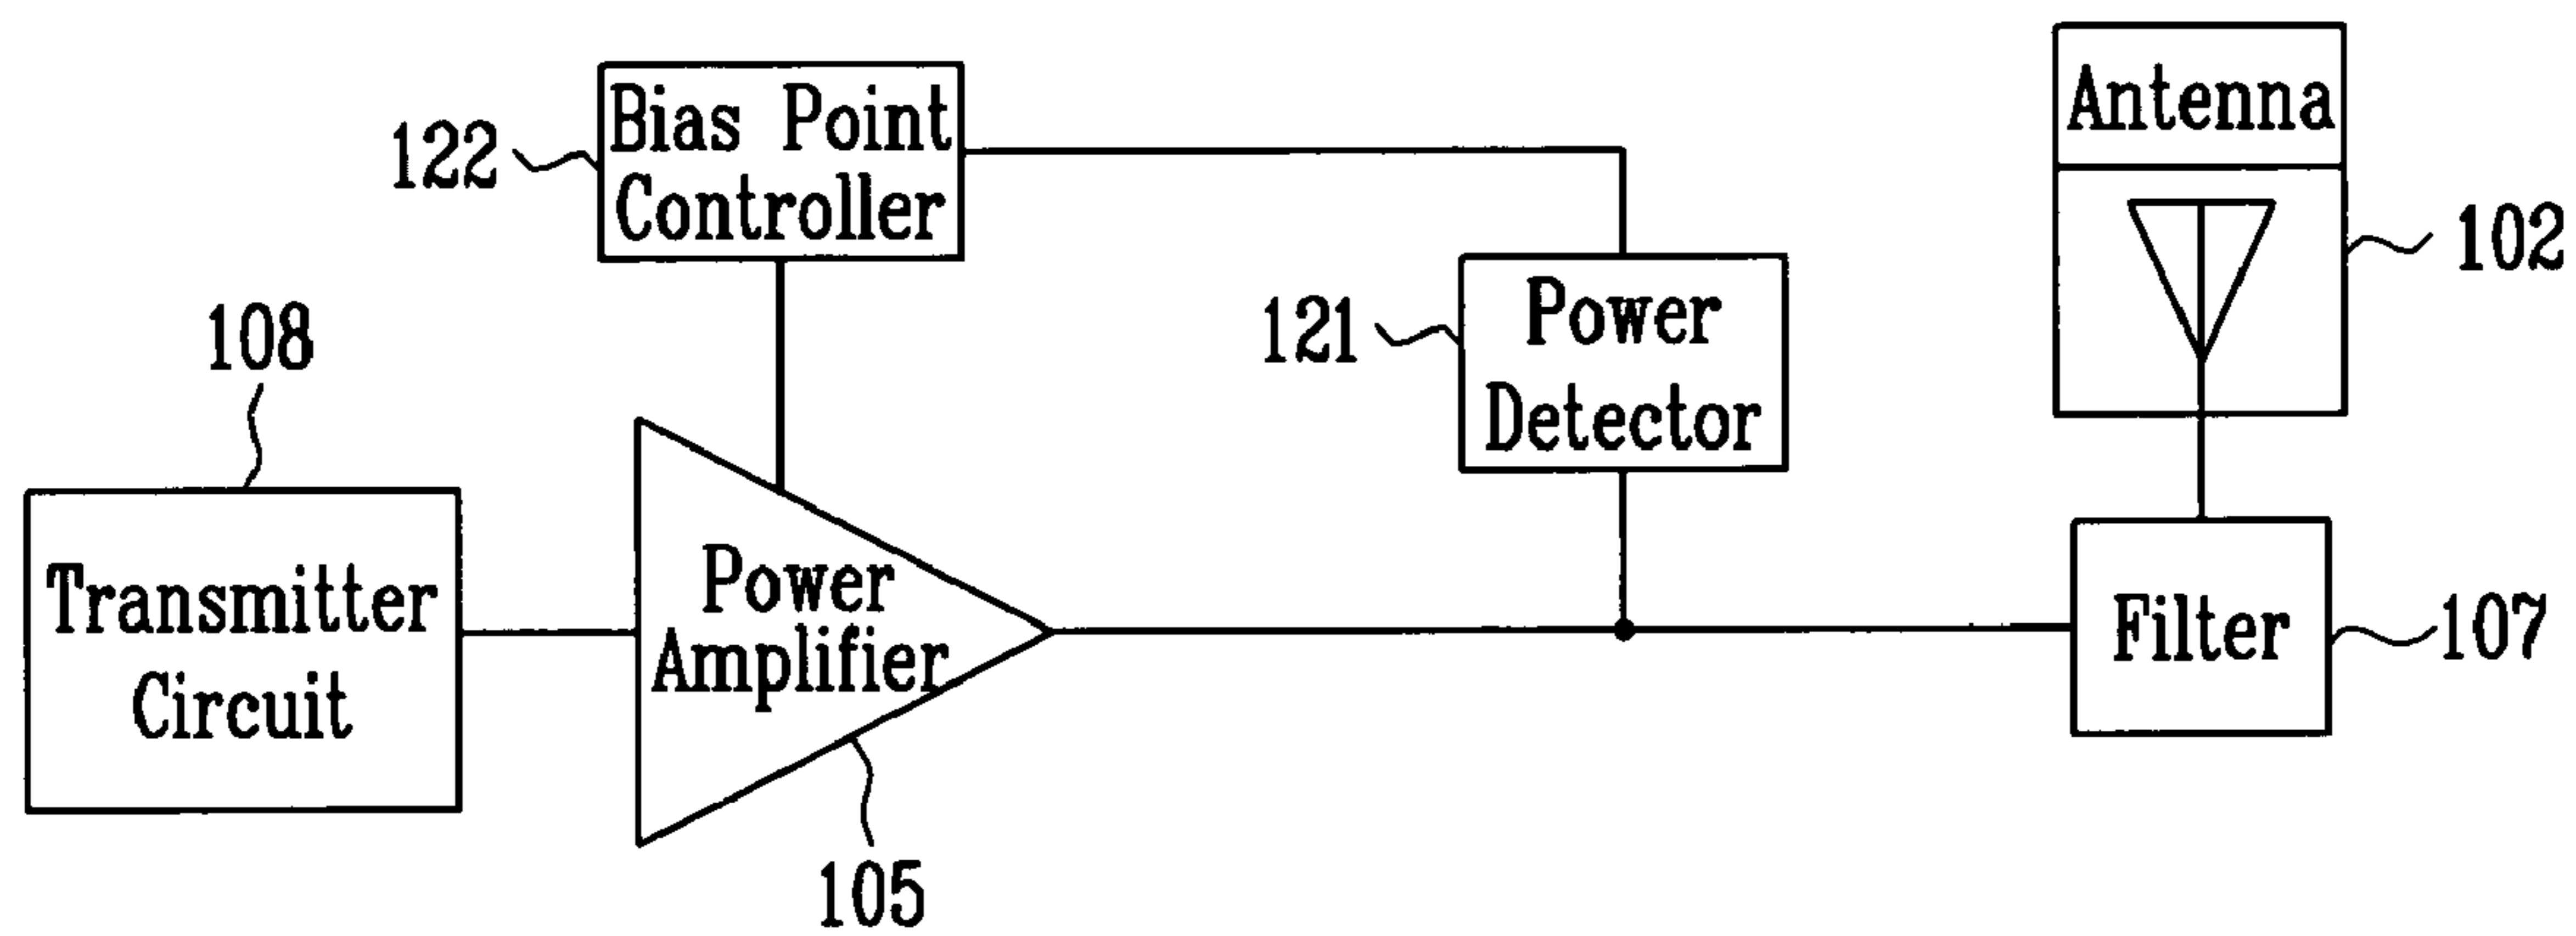 Bias Point
Controller
122
Antenna
102
Power
Detector
121
108
Transmitter
Circuit
Power
Amplifier
105
Filter
107